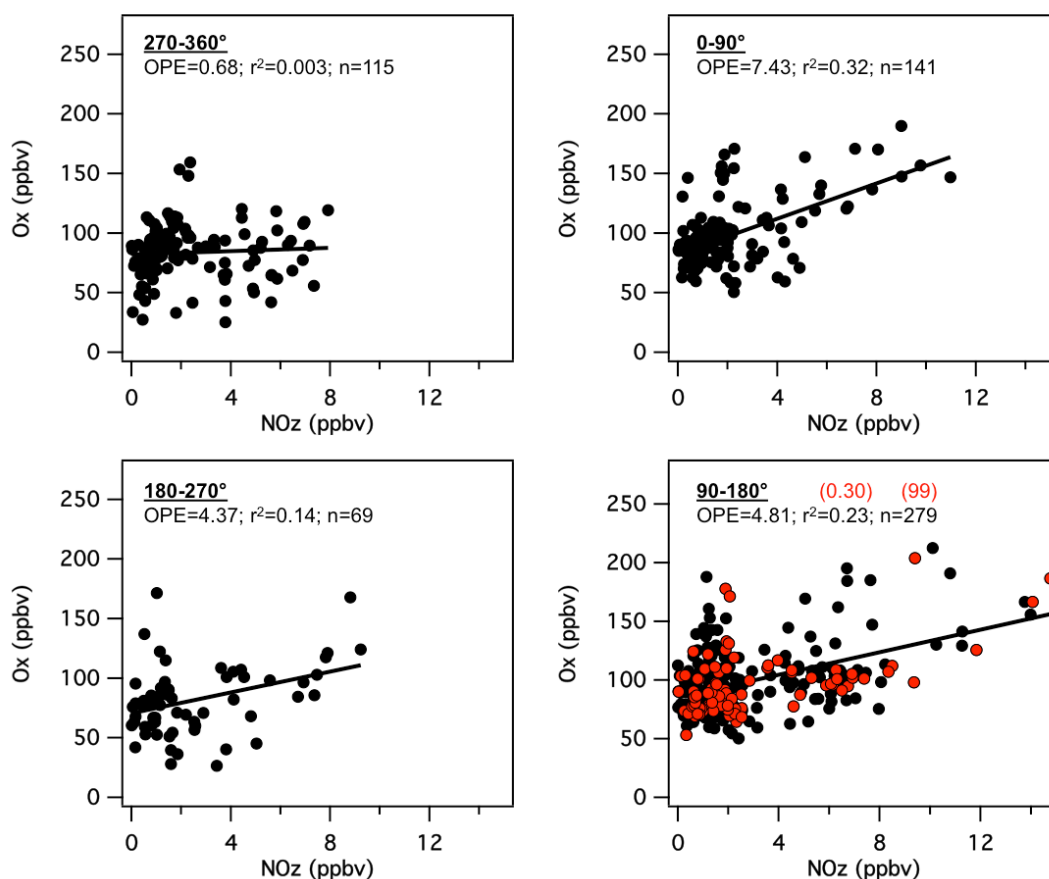 270-360°
OPE=0.68; r²=0.003; n=115
250
200
150
100
50
0
Ox (ppbv)
0 4 8 12
NOz (ppbv)
0-90°
OPE=7.43; r²=0.32; n=141
250
200
150
100
50
0
Ox (ppbv)
0 4 8 12
NOz (ppbv)
180-270°
OPE=4.37; r²=0.14; n=69
250
200
150
100
50
0
Ox (ppbv)
0 4 8 12
NOz (ppbv)
90-180° (0.30) (99)
OPE=4.81; r²=0.23; n=279
250
200
150
100
50
0
Ox (ppbv)
0 4 8 12
NOz (ppbv)